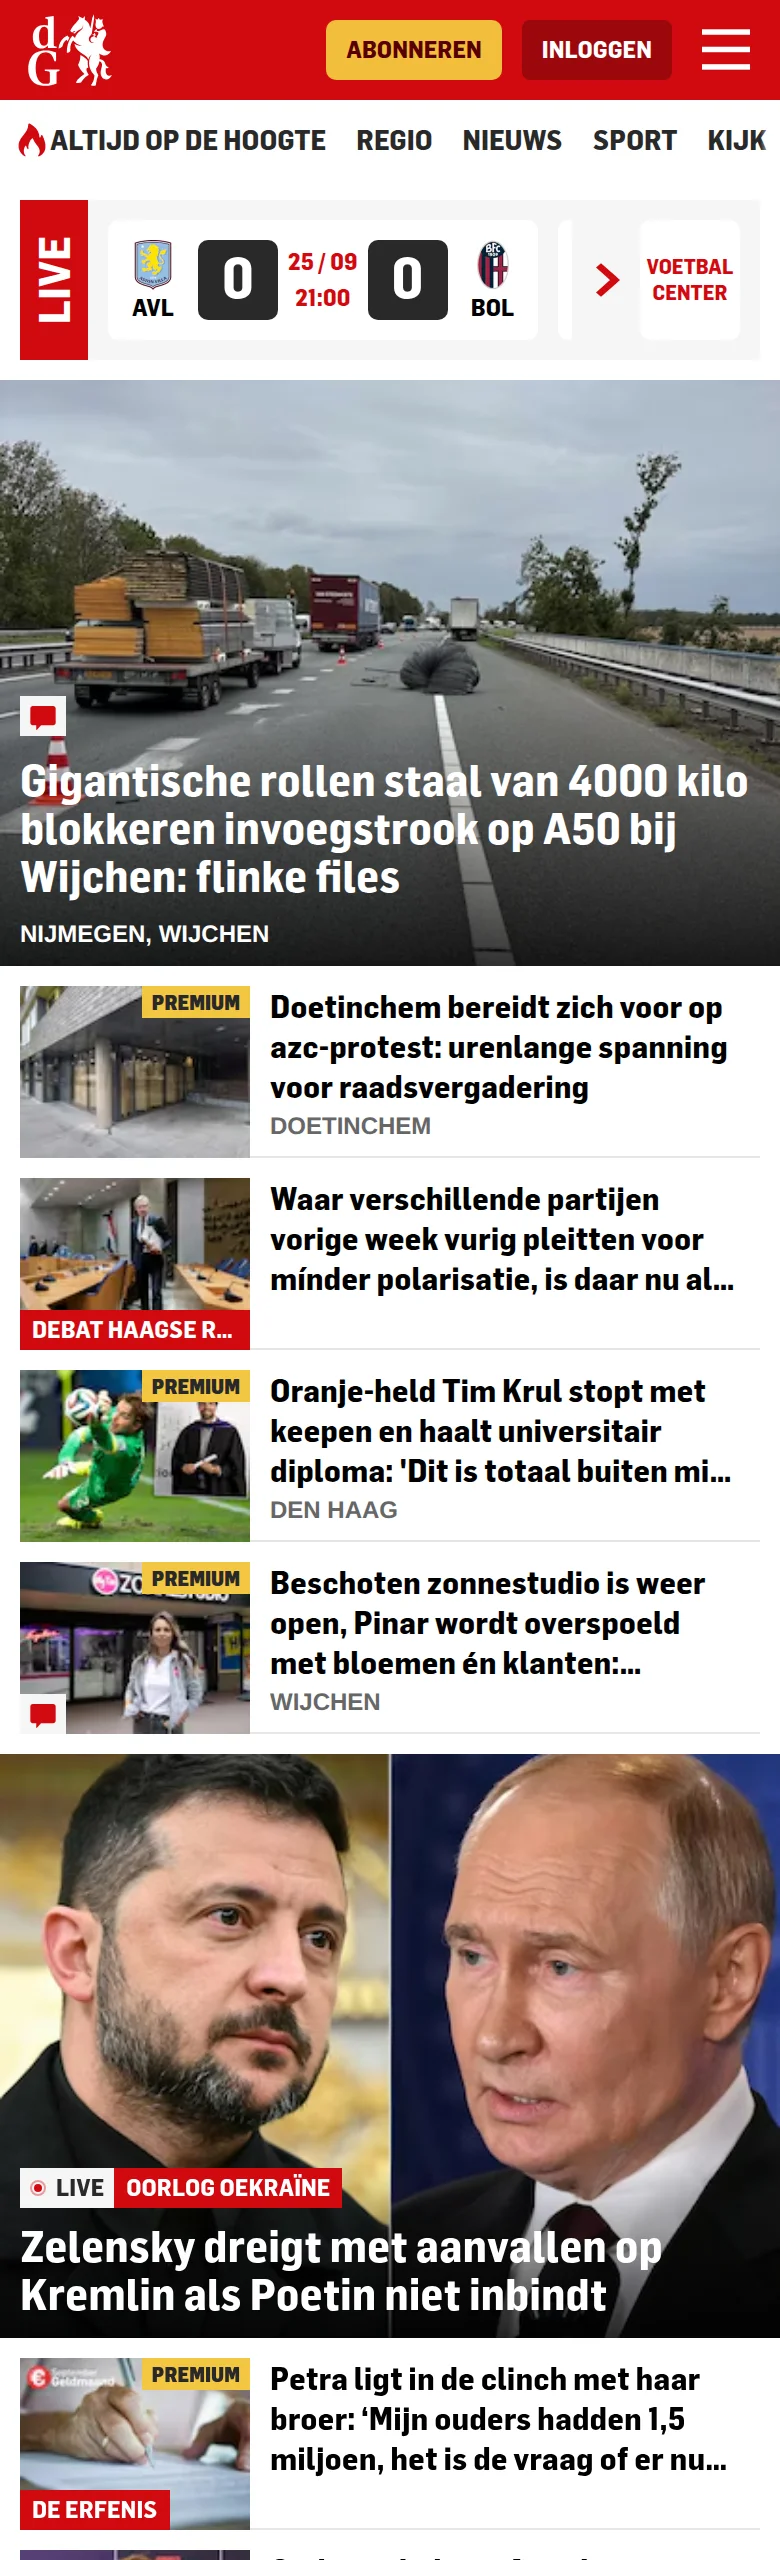 dG
ABONNEREN
INLOGGEN
ALTIJD OP DE HOOGTE REGIO NIEUWS SPORT KIJK
LIVE
AVL
0
25 / 09
21:00
0
BOL
VOETBAL
CENTER
Gigantische rollen staal van 4000 kilo
blokkeren invoegstrook op A50 bij
Wijchen: flinke files
NIJMEGEN, WIJCHEN
PREMIUM
Doetinchem bereidt zich voor op
azc-protest: urenlange spanning
voor raadsvergadering
DOETINCHEM
Waar verschillende partijen
vorige week vurig pleitten voor
mínder polarisatie, is daar nu al...
DEBAT HAAGSE R...
PREMIUM
Oranje-held Tim Krul stopt met
keepen en haalt universitair
diploma: 'Dit is totaal buiten mi...
DEN HAAG
PREMIUM
Beschoten zonnestudio is weer
open, Pinar wordt overspoeld
met bloemen én klanten:...
WIJCHEN
LIVE OORLOG OEKRAÏNE
Zelensky dreigt met aanvallen op
Kremlin als Poetin niet inbindt
PREMIUM
Petra ligt in de clinch met haar
broer: ‘Mijn ouders hadden 1,5
miljoen, het is de vraag of er nu...
DE ERFENIS